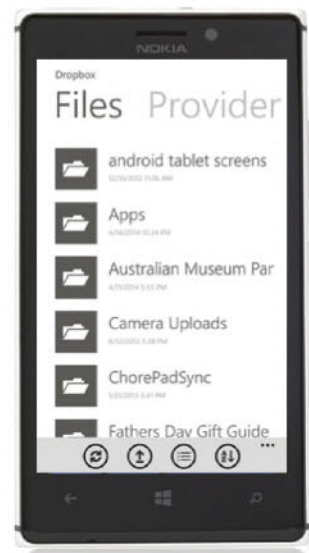 NOKIA
Dropbox
Files Provider
android tablet screens
Apps
Australian Museum Par
Camera Uploads
ChorePadSync
Fathers Day Gift Guide